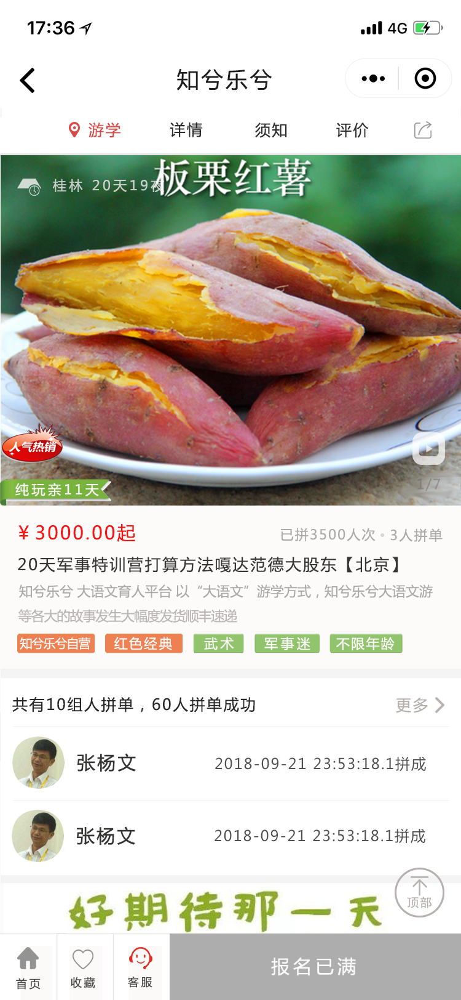 17:36
4G
知兮乐兮
游学 详情 须知 评价
板栗红薯
桂林 20天19夜
人气热销
纯玩亲11天
1/7
¥ 3000.00起
已拼3500人次 • 3人拼单
20天军事特训营打算方法嘎达范德大股东【北京】
知兮乐兮 大语文育人平台 以“大语文”游学方式，知兮乐兮大语文游
等各大的故事发生大幅度发货顺丰速递
知兮乐兮自营 红色经典 武术 军事迷 不限年龄
共有10组人拼单，60人拼单成功
更多
张杨文 2018-09-21 23:53:18.1拼成
张杨文 2018-09-21 23:53:18.1拼成
好期待那一天
顶部
首页 收藏 客服 报名已满